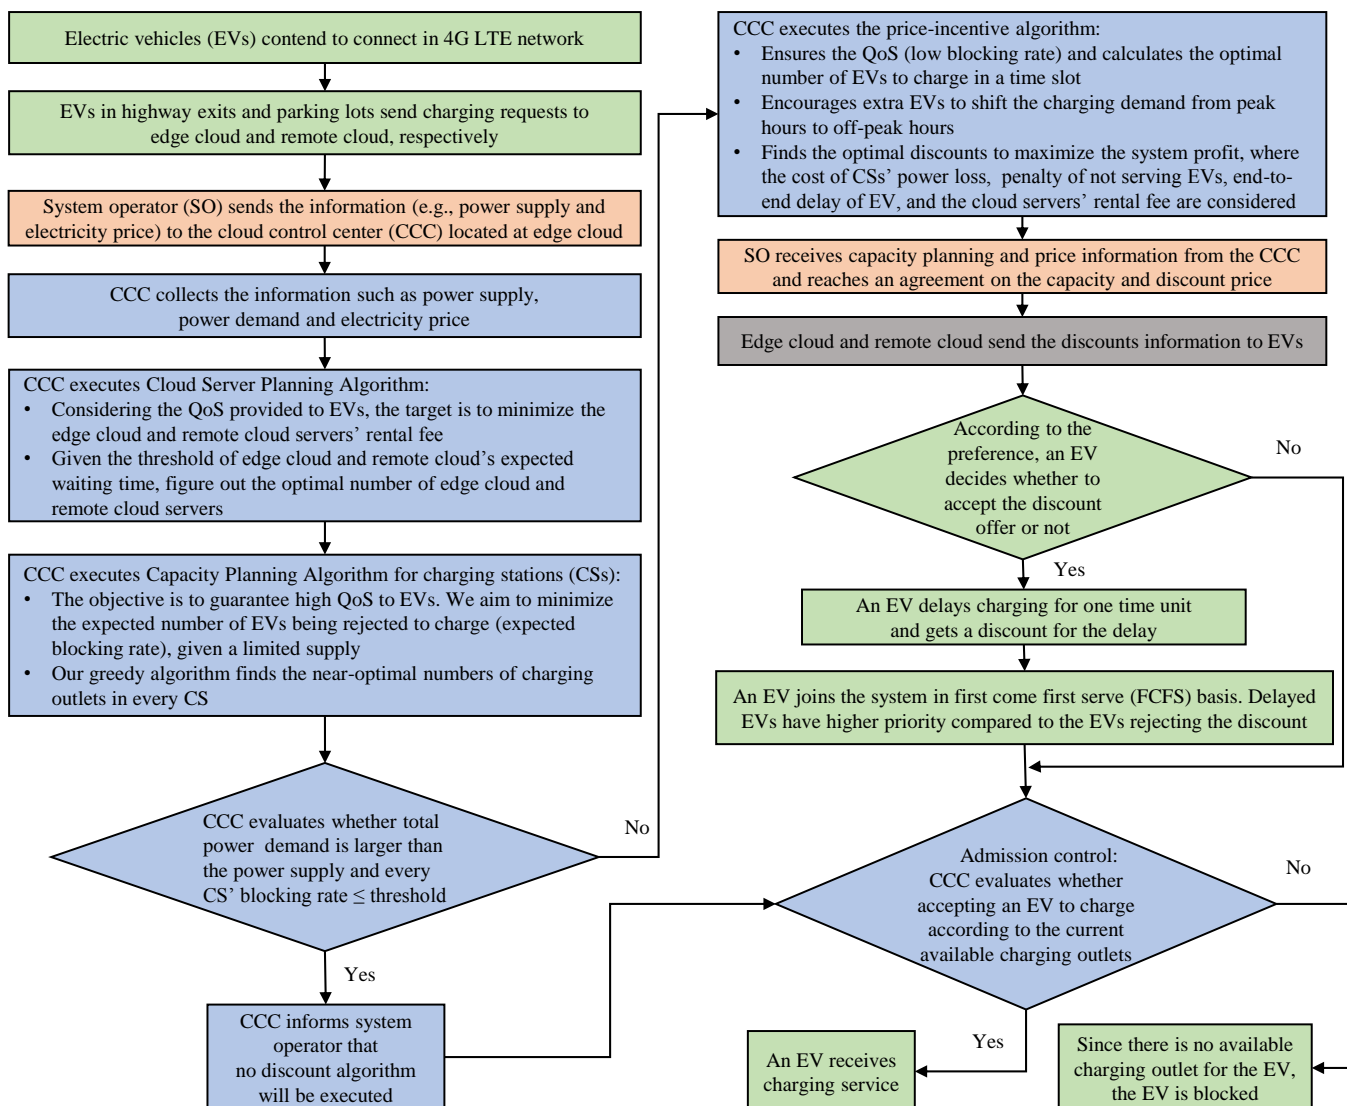 Electric vehicles (EVs) contend to connect in 4G LTE network
EVs in highway exits and parking lots send charging requests to
edge cloud and remote cloud, respectively
System operator (SO) sends the information (e.g., power supply and
electricity price) to the cloud control center (CCC) located at edge cloud
CCC collects the information such as power supply,
power demand and electricity price
CCC executes Cloud Server Planning Algorithm:
• Considering the QoS provided to EVs, the target is to minimize the
edge cloud and remote cloud servers' rental fee
• Given the threshold of edge cloud and remote cloud's expected
waiting time, figure out the optimal number of edge cloud and
remote cloud servers
CCC executes Capacity Planning Algorithm for charging stations (CSs):
• The objective is to guarantee high QoS to EVs. We aim to minimize
the expected number of EVs being rejected to charge (expected
blocking rate), given a limited supply
• Our greedy algorithm finds the near-optimal numbers of charging
outlets in every CS
CCC evaluates whether total
power demand is larger than
the power supply and every
CS' blocking rate ≤ threshold
No
Yes
CCC informs system
operator that
no discount algorithm
will be executed
CCC executes the price-incentive algorithm:
• Ensures the QoS (low blocking rate) and calculates the optimal
number of EVs to charge in a time slot
• Encourages extra EVs to shift the charging demand from peak
hours to off-peak hours
• Finds the optimal discounts to maximize the system profit, where
the cost of CSs' power loss, penalty of not serving EVs, end-to-
end delay of EV, and the cloud servers' rental fee are considered
SO receives capacity planning and price information from the CCC
and reaches an agreement on the capacity and discount price
Edge cloud and remote cloud send the discounts information to EVs
According to the
preference, an EV
decides whether to
accept the discount
offer or not
No
Yes
An EV delays charging for one time unit
and gets a discount for the delay
An EV joins the system in first come first serve (FCFS) basis. Delayed
EVs have higher priority compared to the EVs rejecting the discount
Admission control:
CCC evaluates whether
accepting an EV to charge
according to the current
available charging outlets
No
Yes
An EV receives
charging service
Since there is no available
charging outlet for the EV,
the EV is blocked